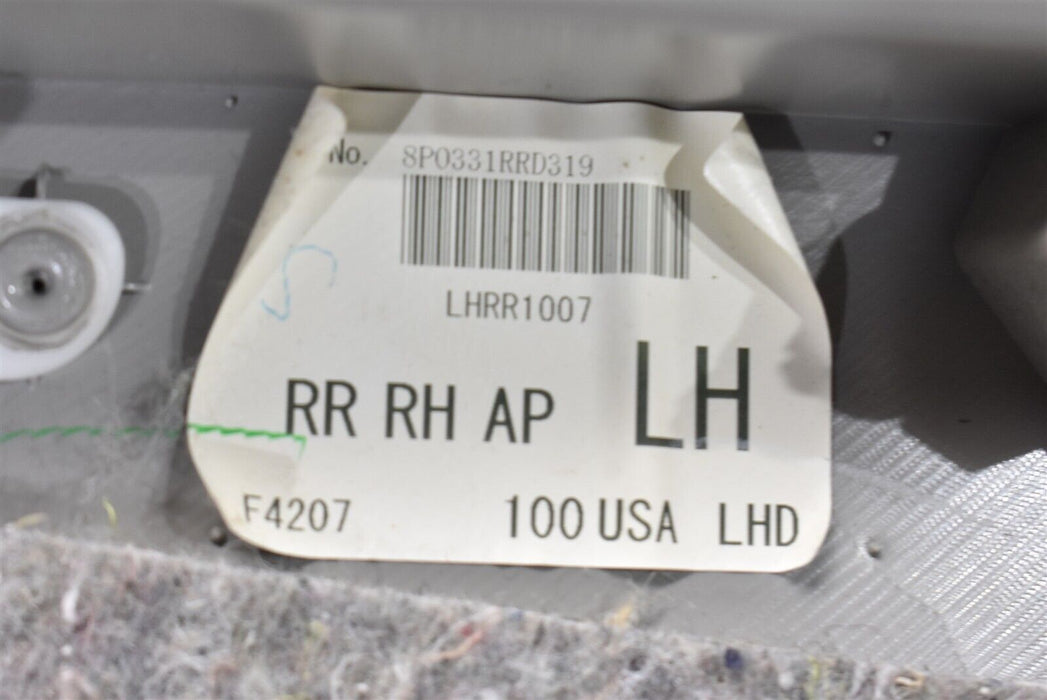 No. 8P0331RRD319
LHRR1007
RR RH AP LH
F4207 100 USA LHD